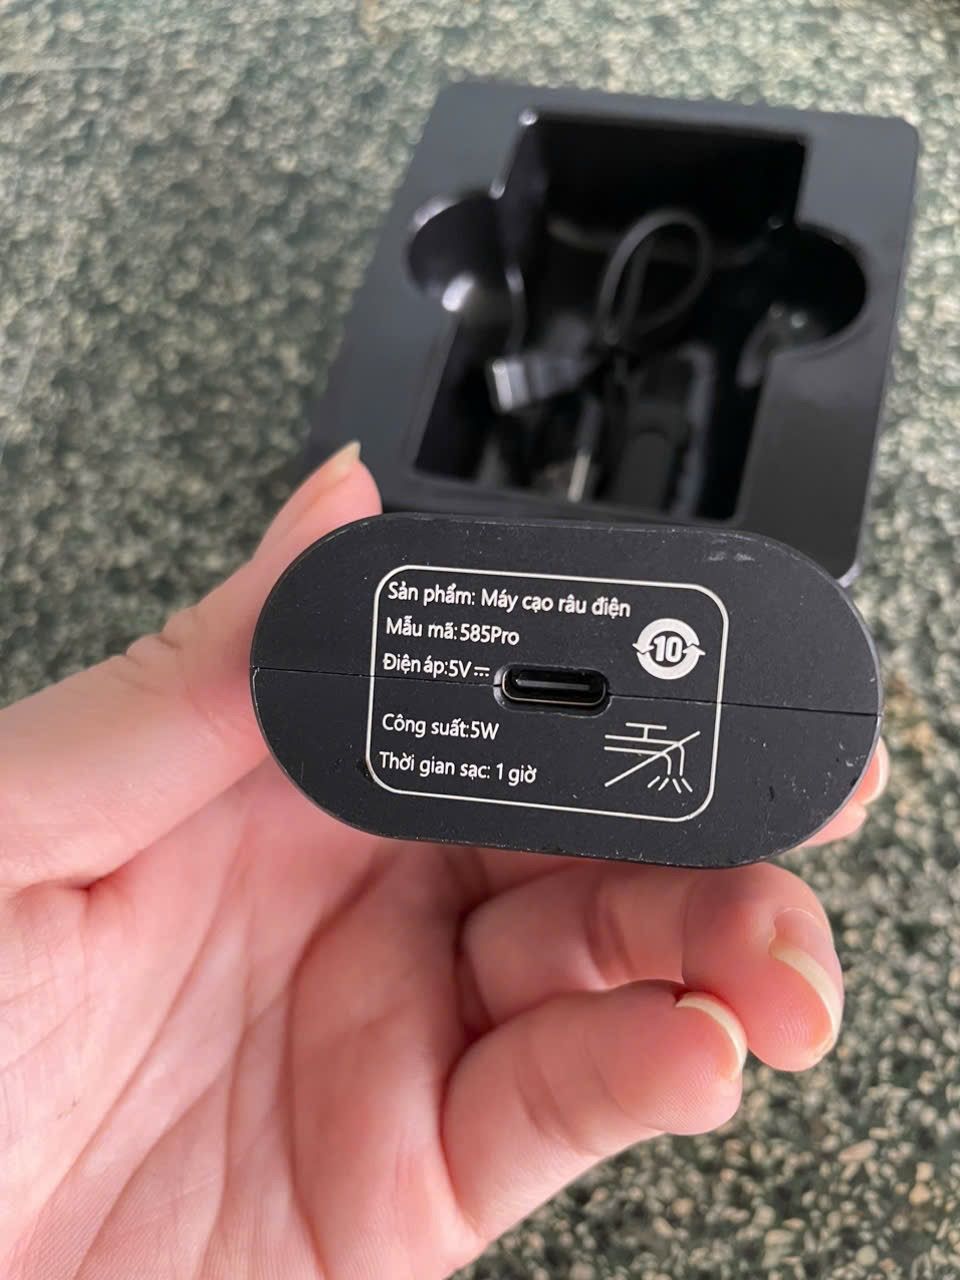 Sản phẩm: Máy cạo râu điện
Mẫu mã: 585Pro
Điện áp: 5V
Công suất: 5W
Thời gian sạc: 1 giờ
10